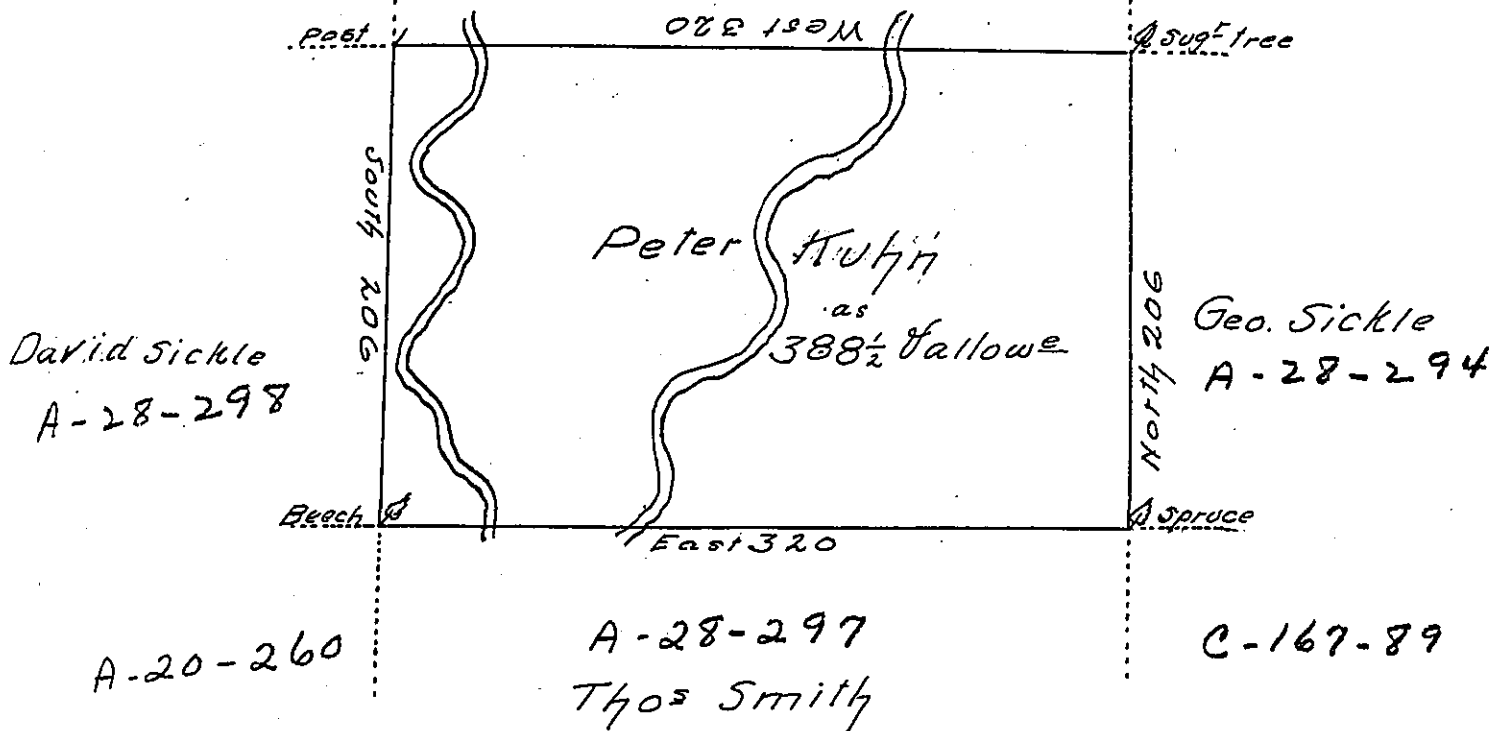 Post
West 320
Sugr tree
South 206
Peter Kuhn
as
388½ & allowe
North 206
David Sickle
A-28-298
Geo. Sickle
A-28-294
Beech
Spruce
East 320
A-20-260
A-28-297
Thos Smith
C-167-89